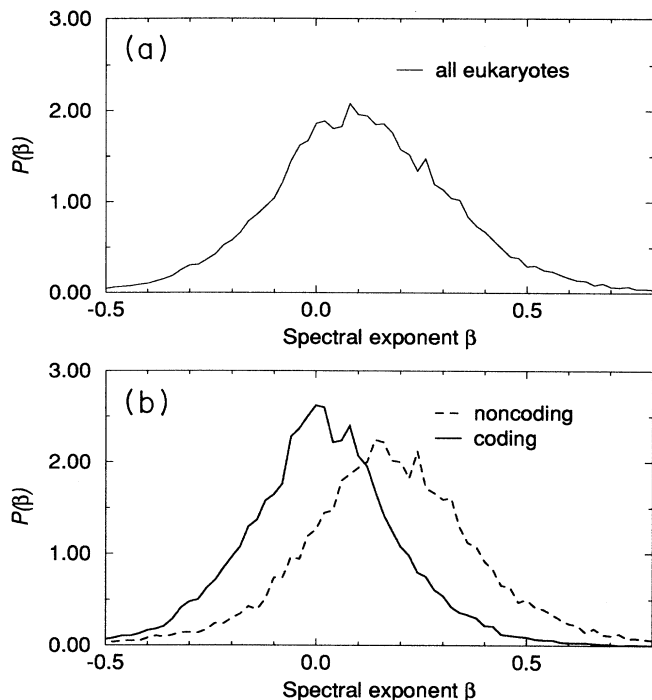 3.00
(a)
all eukaryotes
2.00
P(β)
1.00
0.00
-0.5
0.0
0.5
Spectral exponent β
3.00
(b)
noncoding
coding
2.00
P(β)
1.00
0.00
-0.5
0.0
0.5
Spectral exponent β